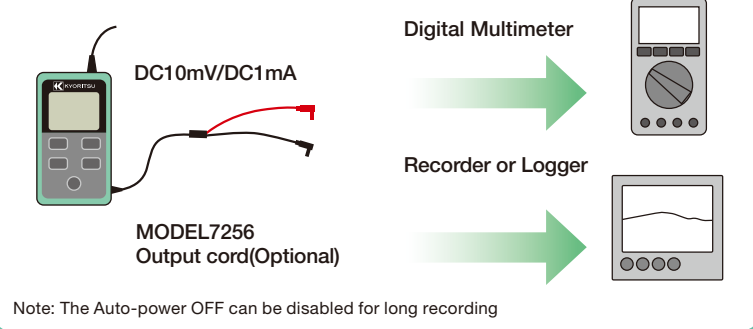 Digital Multimeter
DC10mV/DC1mA
KYORITSU
Recorder or Logger
MODEL7256
Output cord(Optional)
Note: The Auto-power OFF can be disabled for long recording